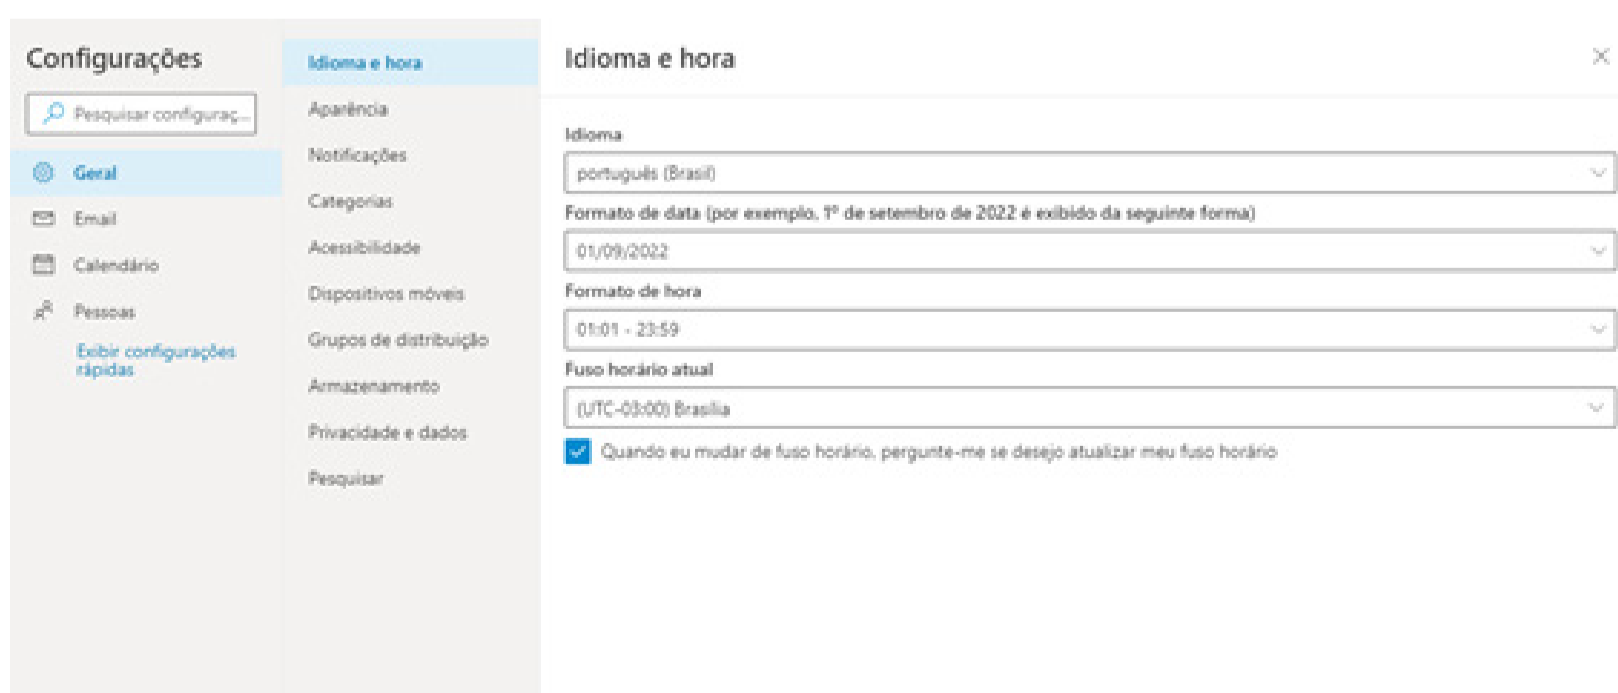 Configurações
Pesquisar configuraç...
Geral
Email
Calendário
Pessoas
Exibir configurações
rápidas
Idioma e hora
Aparência
Notificações
Categorias
Acessibilidade
Dispositivos móveis
Grupos de distribuição
Armazenamento
Privacidade e dados
Pesquisar
Idioma e hora
Idioma
português (Brasil)
Formato de data (por exemplo, 1º de setembro de 2022 é exibido da seguinte forma)
01/09/2022
Formato de hora
01:01 - 23:59
Fuso horário atual
(UTC-03:00) Brasília
Quando eu mudar de fuso horário, pergunte-me se desejo atualizar meu fuso horário